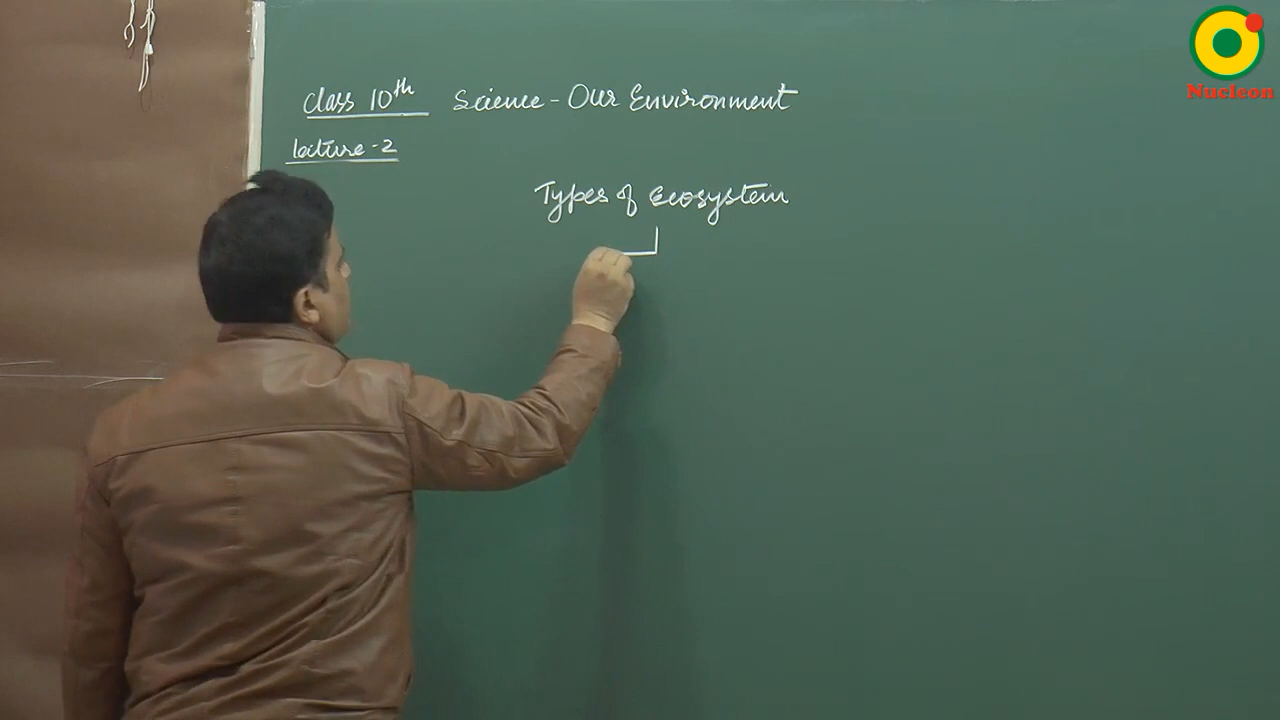 Class 10th Science - Our Environment
Lecture - 2
Types of ecosystem
Nucleon